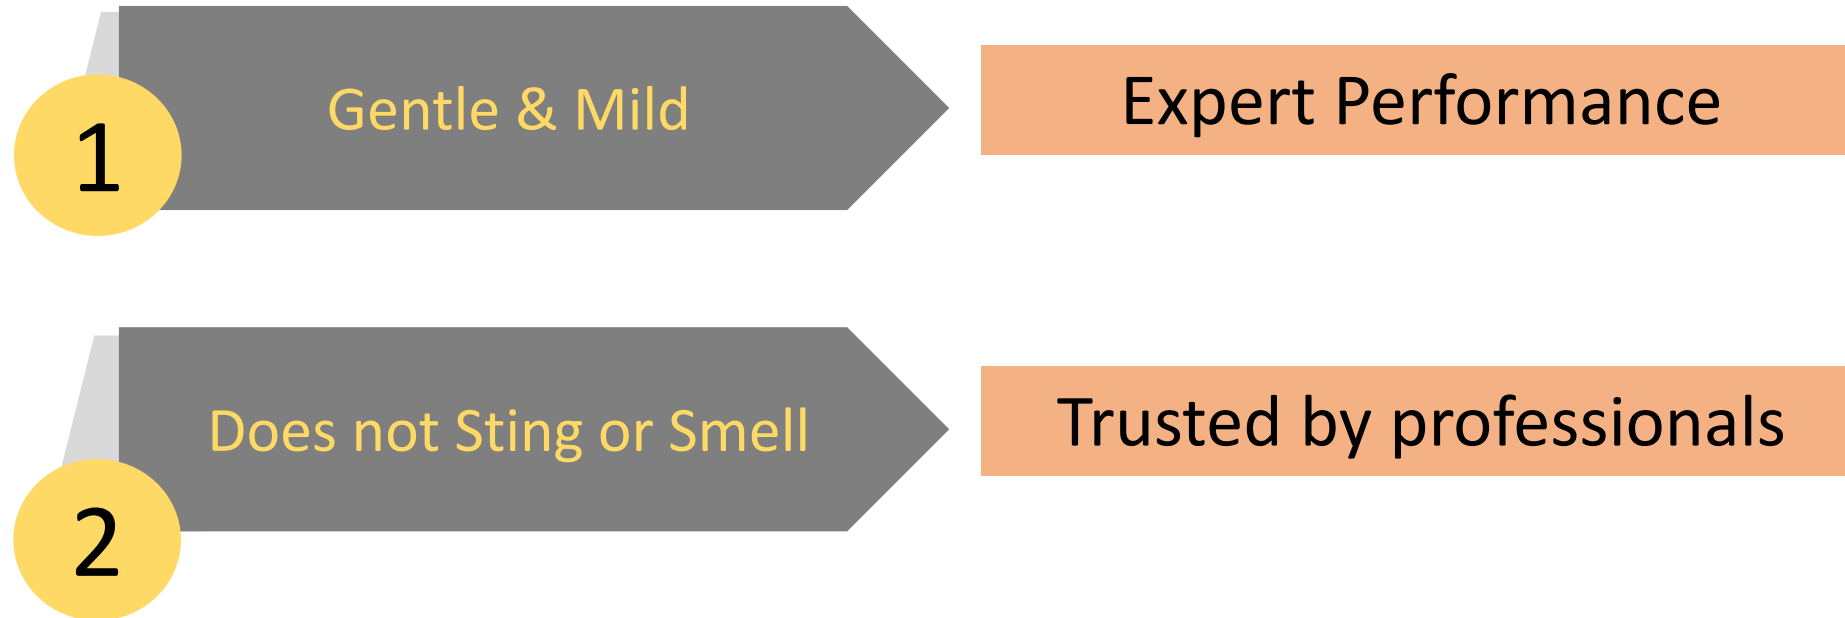 1
Gentle & Mild
Expert Performance
2
Does not Sting or Smell
Trusted by professionals